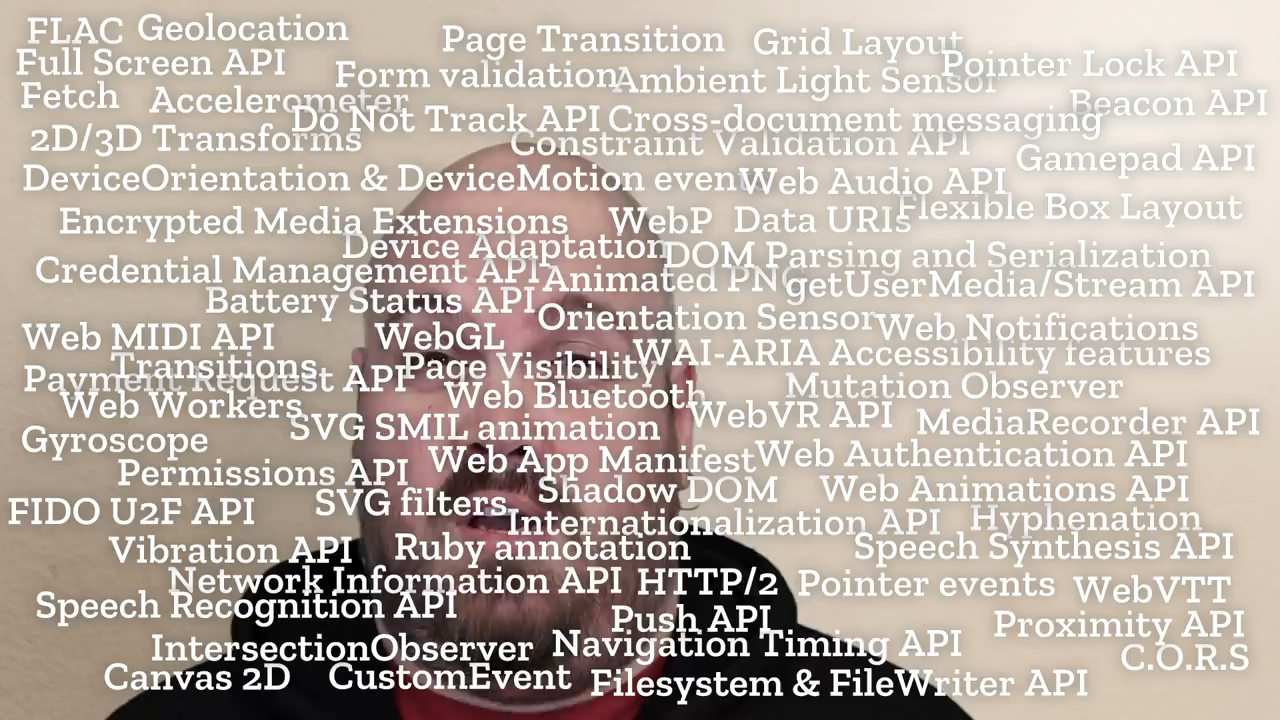 FLAC Geolocation
Page Transition
Grid Layout
Full Screen API
Form validation
Ambient Light Sensor
Pointer Lock API
Fetch
Accelerometer
Beacon API
Do Not Track API
Cross-document messaging
2D/3D Transforms
Constraint Validation API
Gamepad API
DeviceOrientation & DeviceMotion events
Web Audio API
Encrypted Media Extensions
WebP
Data URIs
Flexible Box Layout
Device Adaptation
DOM Parsing and Serialization
Credential Management API
Animated PNG
getUserMedia/Stream API
Battery Status API
Orientation Sensor
Web Notifications
Web MIDI API
WebGL
WAI-ARIA Accessibility features
Transitions
Page Visibility
Payment Request API
Mutation Observer
Web Bluetooth
Web Workers
WebVR API
MediaRecorder API
SVG SMIL animation
Gyroscope
Web App Manifest
Web Authentication API
Permissions API
Shadow DOM
Web Animations API
SVG filters
FIDO U2F API
Internationalization API
Hyphenation
Vibration API
Ruby annotation
Speech Synthesis API
Network Information API
HTTP/2
Pointer events
WebVTT
Speech Recognition API
Push API
Proximity API
IntersectionObserver
Navigation Timing API
C.O.R.S
Canvas 2D
CustomEvent
Filesystem & FileWriter API